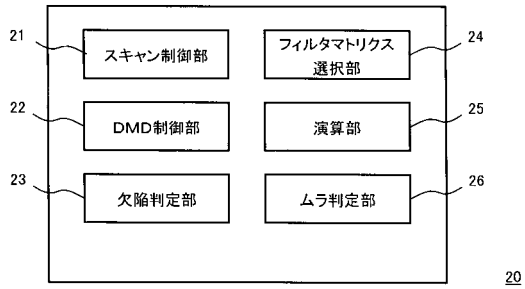 21
スキャン制御部
フィルタマトリクス
選択部
24
22
DMD制御部
演算部
25
23
欠陥判定部
ムラ判定部
26
20